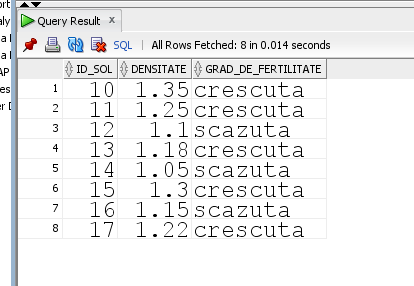 ort
aly
AP
es
er D
Query Result ×
SQL | All Rows Fetched: 8 in 0.014 seconds
ID_SOL DENSITATE GRAD_DE_FERTILITATE
1 10 1.35 crescuta
2 11 1.25 crescuta
3 12 1.1 scazuta
4 13 1.18 crescuta
5 14 1.05 scazuta
6 15 1.3 crescuta
7 16 1.15 scazuta
8 17 1.22 crescuta